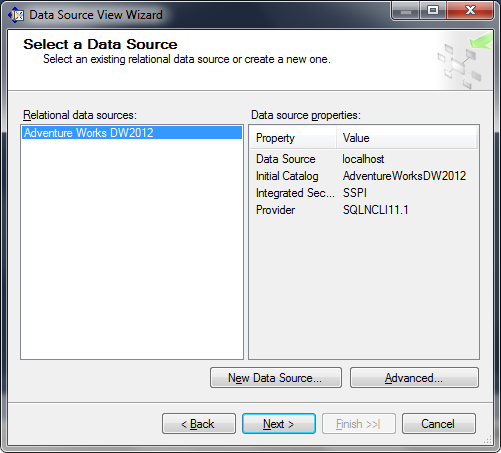 Data Source View Wizard
Select a Data Source
Select an existing relational data source or create a new one.
Relational data sources:
Adventure Works DW2012
Data source properties:
Property Value
Data Source localhost
Initial Catalog AdventureWorksDW2012
Integrated Sec... SSPI
Provider SQLNCLI11.1
New Data Source... Advanced...
< Back Next > Finish >>| Cancel